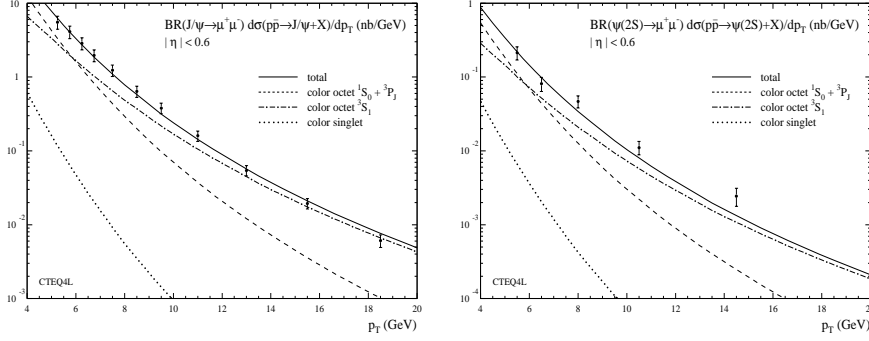 BR(J/ψ→μ⁺μ⁻) dσ(pp̄→J/ψ+X)/dp_T (nb/GeV)
| η | < 0.6
total
color octet ¹S₀ + ³P_J
color octet ³S₁
color singlet
CTEQ4L
10
1
10⁻¹
10⁻²
10⁻³
4 6 8 10 12 14 16 18 20
p_T (GeV)
BR(ψ(2S)→μ⁺μ⁻) dσ(pp̄→ψ(2S)+X)/dp_T (nb/GeV)
| η | < 0.6
total
color octet ¹S₀ + ³P_J
color octet ³S₁
color singlet
CTEQ4L
1
10⁻¹
10⁻²
10⁻³
10⁻⁴
4 6 8 10 12 14 16 18 20
p_T (GeV)